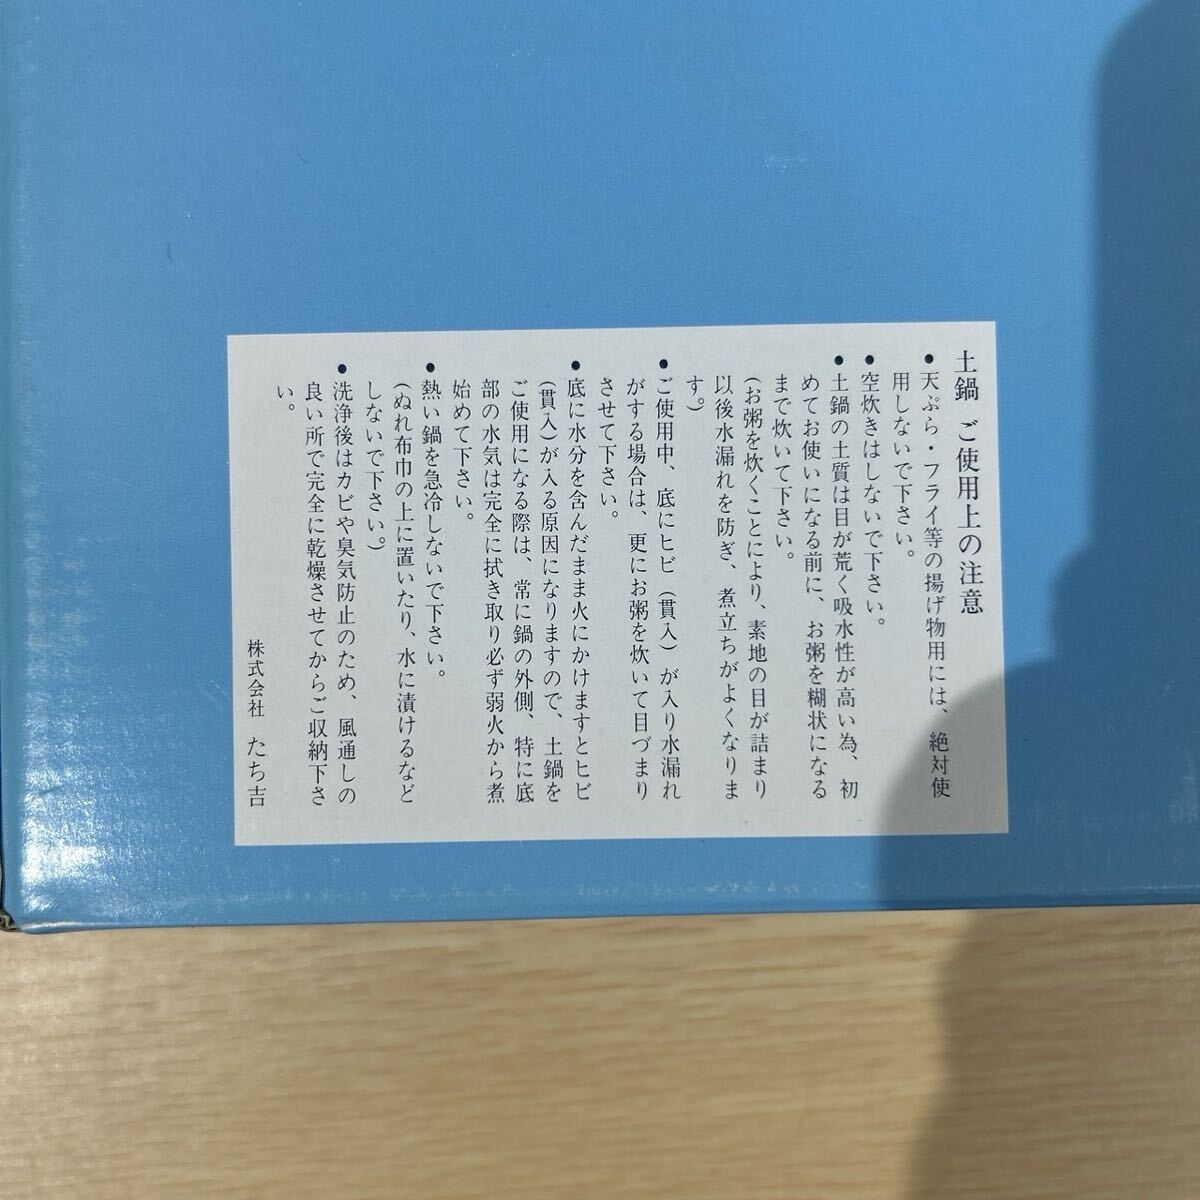 土鍋 ご使用上の注意
●天ぷら・フライ等の揚げ物用には、絶対使
用しないで下さい。
●空炊きはしないで下さい。
●土鍋の土質は目が荒く吸水性が高い為、初
めてお使いになる前に、お粥を糊状になる
まで炊いて下さい。
(お粥を炊くことにより、素地の目が詰まり
以後水漏れを防ぎ、煮立ちがよくなりま
す。)
●ご使用中、底にヒビ(貫入)が入り水漏れ
がする場合は、更にお粥を炊いて目づまり
させて下さい。
●底に水分を含んだまま火にかけますとヒビ
(貫入)が入る原因になりますので、土鍋を
ご使用になる際は、常に鍋の外側、特に底
部の水気は完全に拭き取り必ず弱火から煮
始めて下さい。
●熱い鍋を急冷しないで下さい。
(ぬれ布巾の上に置いたり、水に漬けるなど
しないで下さい。)
●洗浄後はカビや臭気防止のため、風通しの
良い所で完全に乾燥させてからご収納下さ
い。
株式会社 たち吉